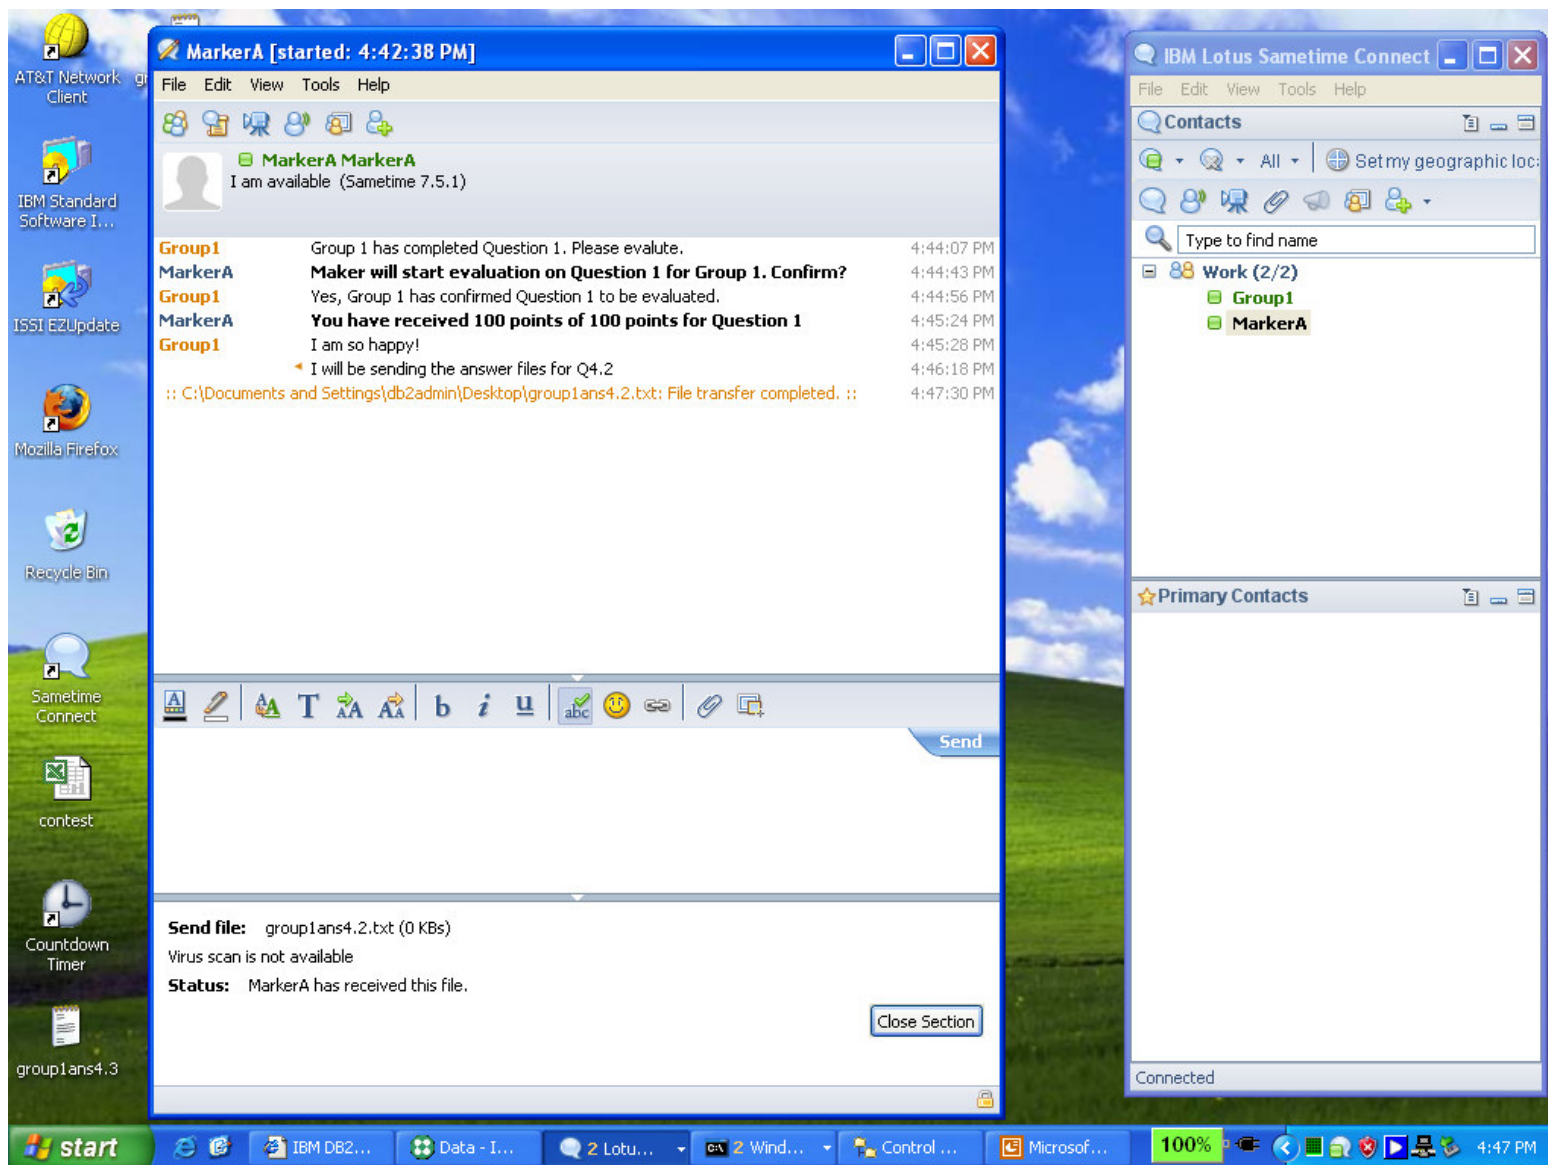 AT&T Network
Client
IBM Standard
Software I...
ISSI EZUpdate
Mozilla Firefox
Recycle Bin
Sametime
Connect
contest
Countdown
Timer
group1ans4.3
MarkerA [started: 4:42:38 PM]
File Edit View Tools Help
MarkerA MarkerA
I am available (Sametime 7.5.1)
Group1 Group 1 has completed Question 1. Please evalute. 4:44:07 PM
MarkerA Maker will start evaluation on Question 1 for Group 1. Confirm? 4:44:43 PM
Group1 Yes, Group 1 has confirmed Question 1 to be evaluated. 4:44:56 PM
MarkerA You have received 100 points of 100 points for Question 1 4:45:24 PM
Group1 I am so happy! 4:45:28 PM
I will be sending the answer files for Q4.2 4:46:18 PM
:: C:\Documents and Settings\db2admin\Desktop\group1ans4.2.txt: File transfer completed. :: 4:47:30 PM
A T AA AA b i u abc
Send
Send file: group1ans4.2.txt (0 KBs)
Virus scan is not available
Status: MarkerA has received this file.
Close Section
IBM Lotus Sametime Connect
File Edit View Tools Help
Contacts
All Set my geographic loc
Type to find name
Work (2/2)
Group1
MarkerA
Primary Contacts
Connected
start IBM DB2... Data - I... 2 Lotu... 2 Wind... Control ... Microsof... 100% 4:47 PM